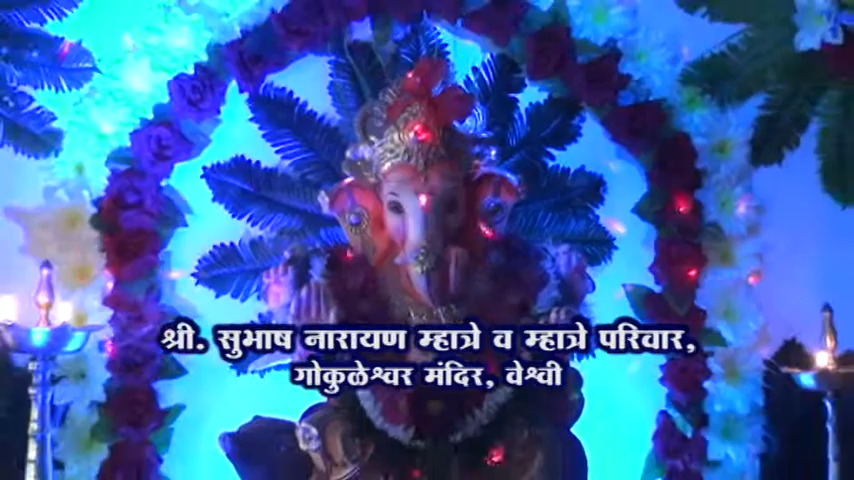 श्री. सुभाष नारायण म्हात्रे व म्हात्रे परिवार,
गोकुळेश्वर मंदिर, वेश्वी